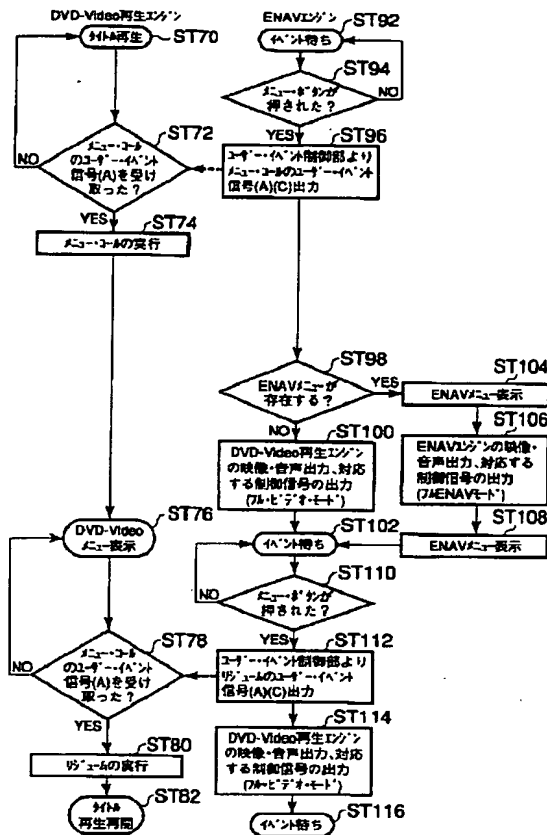 DVD-Video再生エンジン
タイトル再生
ST70
メニュー・コール
のユーザー・イベント
信号(A)を受け
取った?
ST72
NO
YES
メニュー・コールの実行
ST74
DVD-Video
メニュー表示
ST76
メニュー・コール
のユーザー・イベント
信号(A)を受け
取った?
ST78
NO
YES
リジュームの実行
ST80
タイトル
再生再開
ST82
ENAVエンジン
イベント待ち
ST92
メニュー・ボタンが
押された?
ST94
NO
YES
ユーザー・イベント制御部より
メニュー・コールのユーザー・イベント
信号(A)(C)出力
ST96
ENAVメニューが
存在する?
ST98
YES
NO
DVD-Video再生エンジン
の映像・音声出力、対応
する制御信号の出力
(フル・ビデオ・モード)
ST100
イベント待ち
ST102
ENAVメニュー表示
ST104
ENAVエンジンの映像・
音声出力、対応する
制御信号の出力
(フルENAVモード)
ST106
ENAVメニュー表示
ST108
メニュー・ボタンが
押された?
ST110
NO
YES
ユーザー・イベント制御部より
リジュームのユーザー・イベント
信号(A)(C)出力
ST112
DVD-Video再生エンジン
の映像・音声出力、対応
する制御信号の出力
(フル・ビデオ・モード)
ST114
イベント待ち
ST116